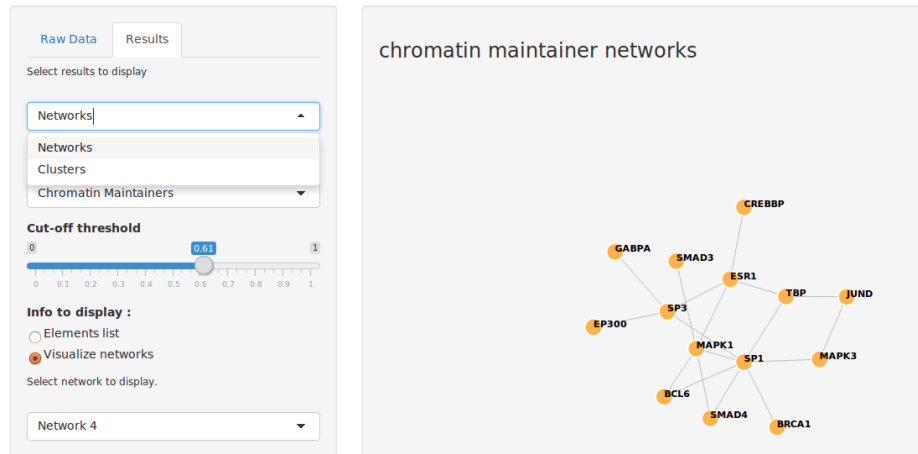 Raw Data
Results
Select results to display
Networks
Networks
Clusters
Chromatin Maintainers
Cut-off threshold
0
0.61
1
0 0.1 0.2 0.3 0.4 0.5 0.6 0.7 0.8 0.9 1
Info to display :
Elements list
Visualize networks
Select network to display.
Network 4
chromatin maintainer networks
CREBBP
GABPA
SMAD3
ESR1
TBP
JUND
SP3
EP300
MAPK1
SP1
MAPK3
BCL6
SMAD4
BRCA1